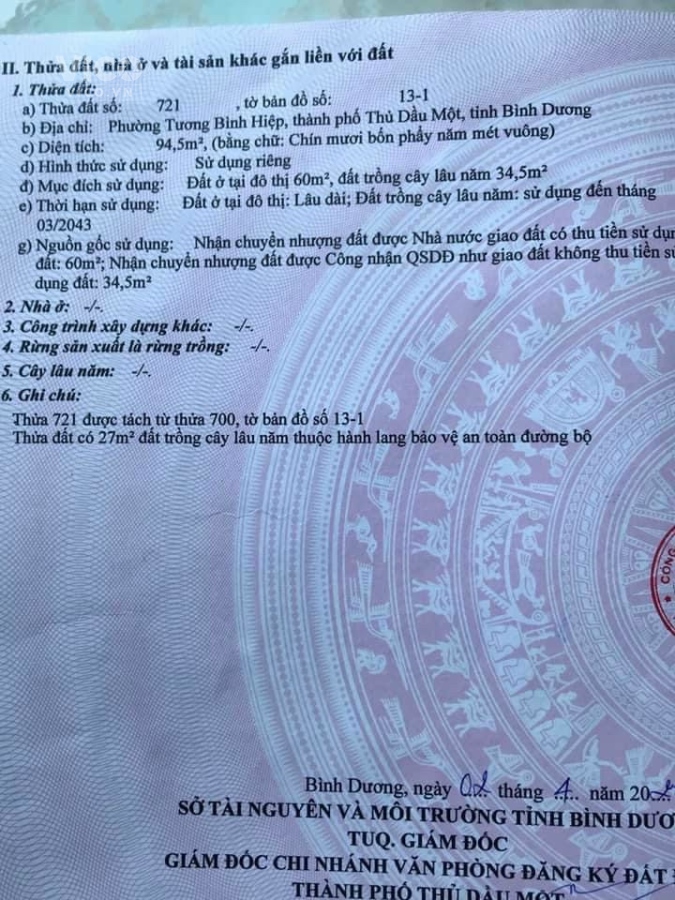 II. Thửa đất, nhà ở và tài sản khác gắn liền với đất
1. Thửa đất:
a) Thửa đất số: 721 , tờ bản đồ số: 13-1
b) Địa chỉ: Phường Tương Bình Hiệp, thành phố Thủ Dầu Một, tỉnh Bình Dương
c) Diện tích: 94,5m², (bằng chữ: Chín mươi bốn phẩy năm mét vuông)
d) Hình thức sử dụng: Sử dụng riêng
đ) Mục đích sử dụng: Đất ở tại đô thị 60m², đất trồng cây lâu năm 34,5m²
e) Thời hạn sử dụng: Đất ở tại đô thị: Lâu dài; Đất trồng cây lâu năm: sử dụng đến tháng
03/2043
g) Nguồn gốc sử dụng: Nhận chuyển nhượng đất được Nhà nước giao đất có thu tiền sử dụn
đất: 60m²; Nhận chuyển nhượng đất được Công nhận QSDĐ như giao đất không thu tiền sử
dụng đất: 34,5m²
2. Nhà ở: -/-.
3. Công trình xây dựng khác: -/-.
4. Rừng sản xuất là rừng trồng: -/-.
5. Cây lâu năm: -/-.
6. Ghi chú:
Thửa 721 được tách từ thửa 700, tờ bản đồ số 13-1
Thửa đất có 27m² đất trồng cây lâu năm thuộc hành lang bảo vệ an toàn đường bộ
CÔNG
Bình Dương, ngày 02 tháng 4 năm 20
SỞ TÀI NGUYÊN VÀ MÔI TRƯỜNG TỈNH BÌNH DƯƠ
TUQ. GIÁM ĐỐC
GIÁM ĐỐC CHI NHÁNH VĂN PHÒNG ĐĂNG KÝ ĐẤT Đ
THÀNH PHỐ THỦ DẦU MỘT